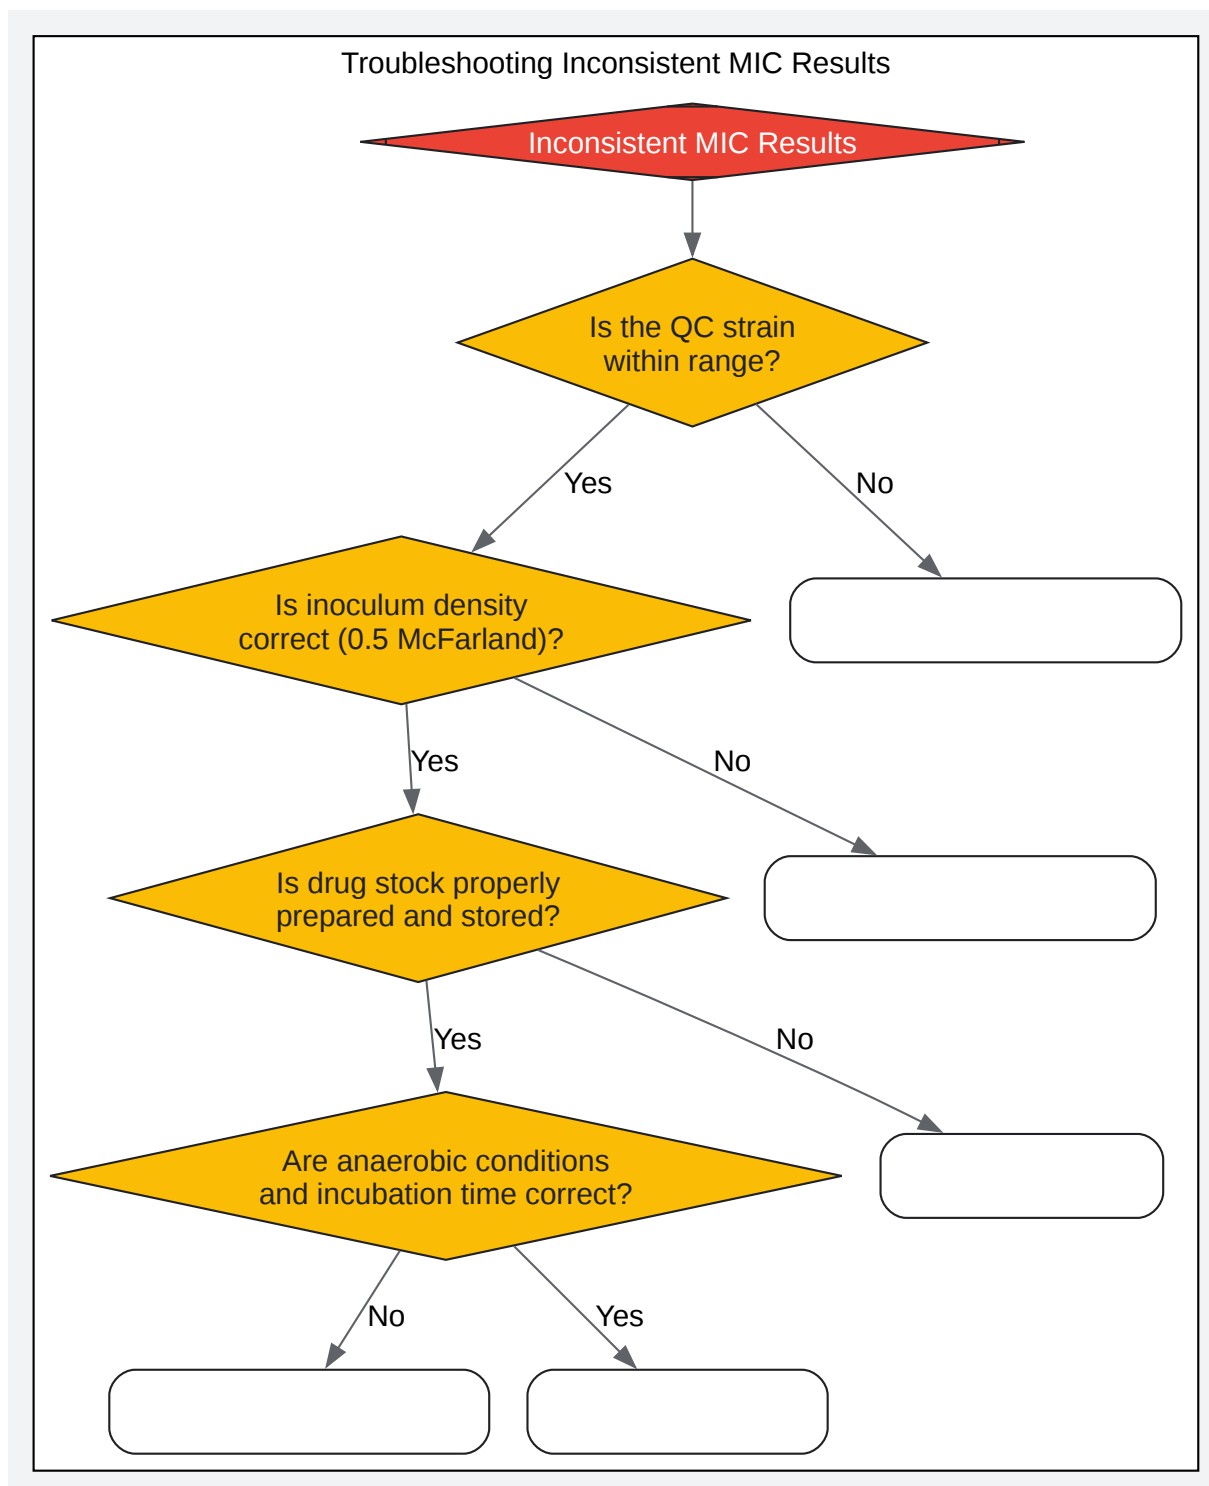 Troubleshooting Inconsistent MIC Results
Inconsistent MIC Results
Is the QC strain
within range?
Yes
No
Is inoculum density
correct (0.5 McFarland)?
Yes
No
Is drug stock properly
prepared and stored?
Yes
No
Are anaerobic conditions
and incubation time correct?
No
Yes